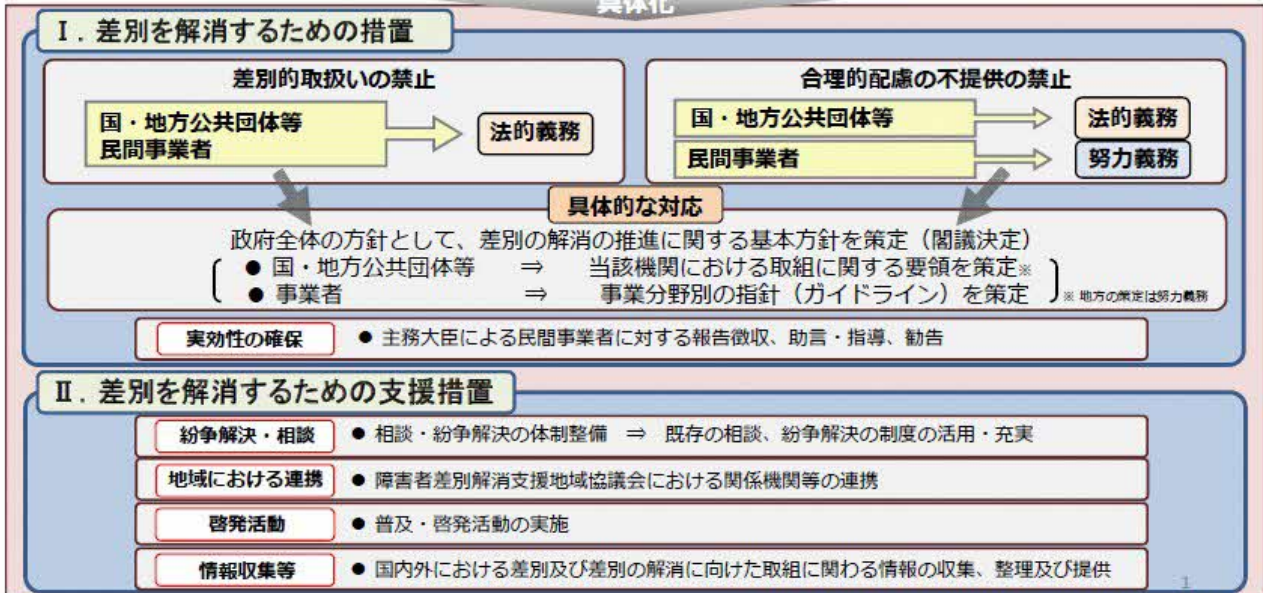 具体化
Ⅰ．差別を解消するための措置
差別的取扱いの禁止
国・地方公共団体等
民間事業者
法的義務
合理的配慮の不提供の禁止
国・地方公共団体等
法的義務
民間事業者
努力義務
具体的な対応
政府全体の方針として、差別の解消の推進に関する基本方針を策定（閣議決定）
● 国・地方公共団体等 ⇒ 当該機関における取組に関する要領を策定※
● 事業者 ⇒ 事業分野別の指針（ガイドライン）を策定
※ 地方の策定は努力義務
実効性の確保
● 主務大臣による民間事業者に対する報告徴収、助言・指導、勧告
Ⅱ．差別を解消するための支援措置
紛争解決・相談
● 相談・紛争解決の体制整備 ⇒ 既存の相談、紛争解決の制度の活用・充実
地域における連携
● 障害者差別解消支援地域協議会における関係機関等の連携
啓発活動
● 普及・啓発活動の実施
情報収集等
● 国内外における差別及び差別の解消に向けた取組に関わる情報の収集、整理及び提供
1